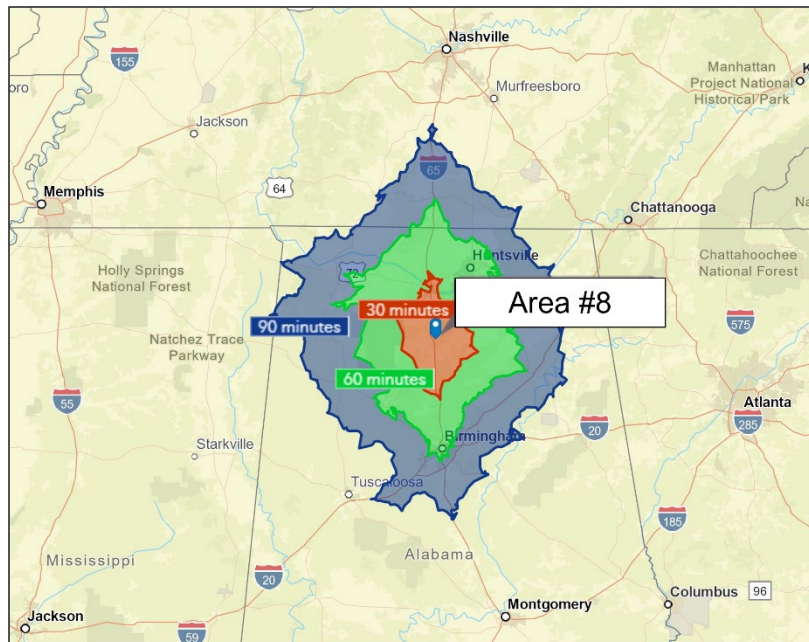 Nashville
155
Manhattan
Project National
Historical Park
K
oro
Murfreesboro
Jackson
65
64
Memphis
Chattanooga
Holly Springs
National Forest
72
Huntsville
Chattahoochee
National Forest
Area #8
30 minutes
90 minutes
575
Natchez Trace
Parkway
60 minutes
55
Atlanta
285
20
Birmingham
Starkville
Tuscaloosa
185
Mississippi
Alabama
20
Columbus
96
Jackson
59
Montgomery